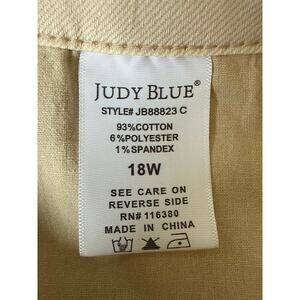 JUDY BLUE®
STYLE# JB88823 C
93%COTTON
6%POLYESTER
1%SPANDEX
18W
SEE CARE ON
REVERSE SIDE
RN# 116380
MADE IN CHINA